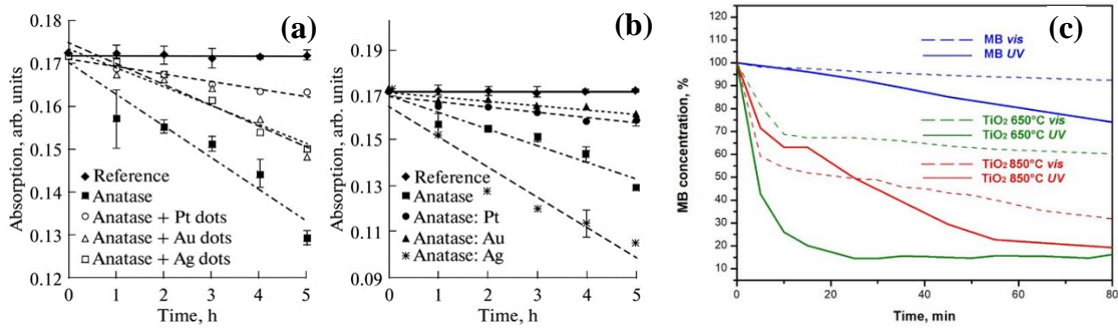 (a)
Absorption, arb. units
0.18
0.17
0.16
0.15
0.14
0.13
0.12
Reference
Anatase
Anatase + Pt dots
Anatase + Au dots
Anatase + Ag dots
0 1 2 3 4 5
Time, h
(b)
Absorption, arb. units
0.17
0.15
0.13
0.11
0.09
Reference
Anatase
Anatase: Pt
Anatase: Au
Anatase: Ag
0 1 2 3 4 5
Time, h
(c)
MB concentration, %
120
110
100
90
80
70
60
50
40
30
20
10
MB vis
MB UV
TiO2 650°C vis
TiO2 650°C UV
TiO2 850°C vis
TiO2 850°C UV
0 20 40 60 80
Time, min